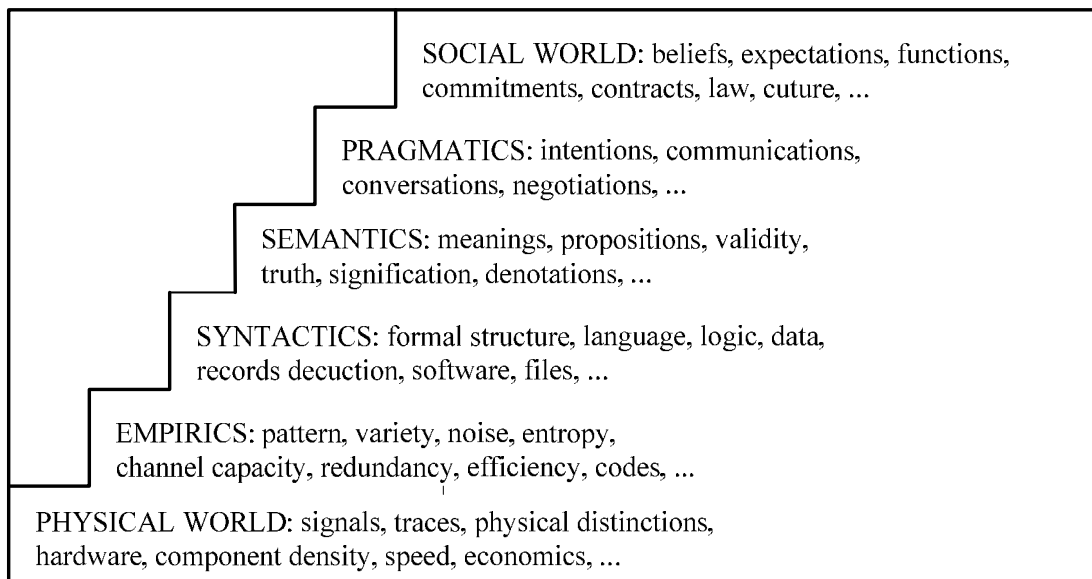 SOCIAL WORLD: beliefs, expectations, functions,
commitments, contracts, law, cuture, ...
PRAGMATICS: intentions, communications,
conversations, negotiations, ...
SEMANTICS: meanings, propositions, validity,
truth, signification, denotations, ...
SYNTACTICS: formal structure, language, logic, data,
records decuction, software, files, ...
EMPIRICS: pattern, variety, noise, entropy,
channel capacity, redundancy, efficiency, codes, ...
PHYSICAL WORLD: signals, traces, physical distinctions,
hardware, component density, speed, economics, ...